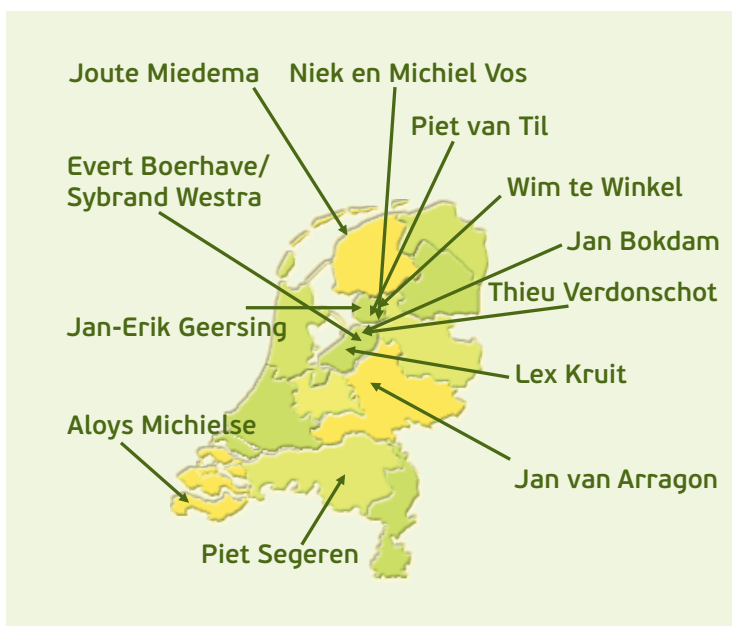 Joute Miedema
Niek en Michiel Vos
Piet van Til
Evert Boerhave/
Sybrand Westra
Wim te Winkel
Jan Bokdam
Thieu Verdonschot
Jan-Erik Geersing
Lex Kruit
Aloys Michielse
Jan van Arragon
Piet Segeren